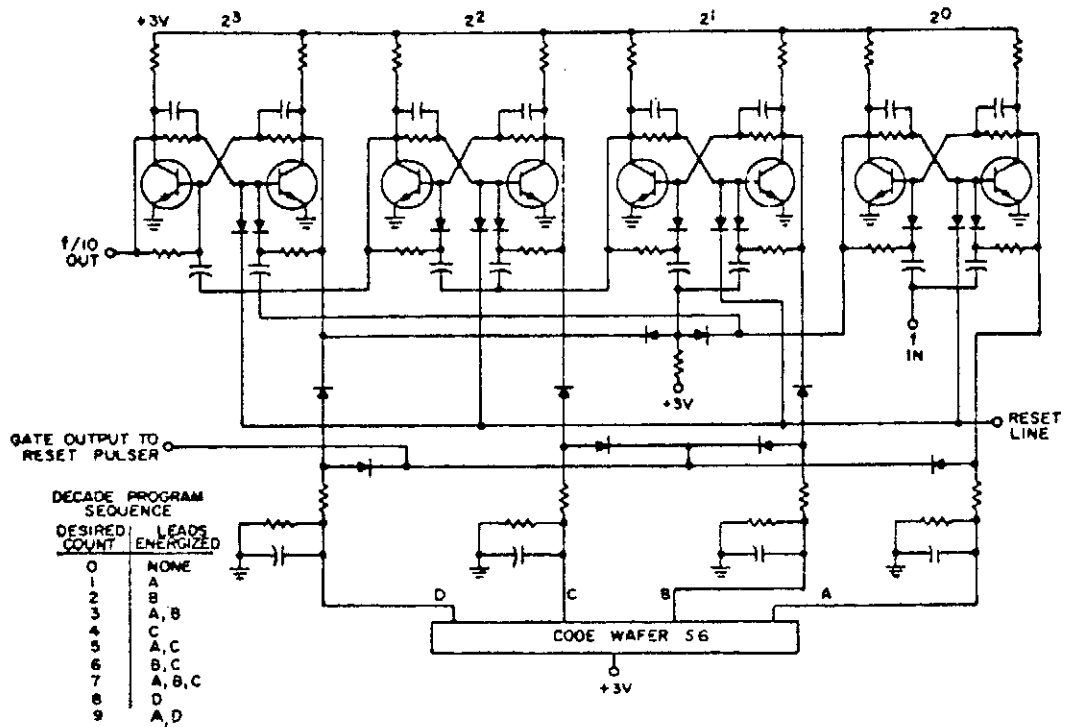 +3V 2³ 2² 2¹ 2⁰
f/10
OUT
f
IN
+3V
RESET
LINE
GATE OUTPUT TO
RESET PULSER
DECADE PROGRAM
SEQUENCE
DESIRED LEADS
COUNT ENERGIZED
0 NONE
1 A
2 B
3 A,B
4 C
5 A,C
6 B,C
7 A,B,C
8 D
9 A,D
D C B A
CODE WAFER S6
+3V